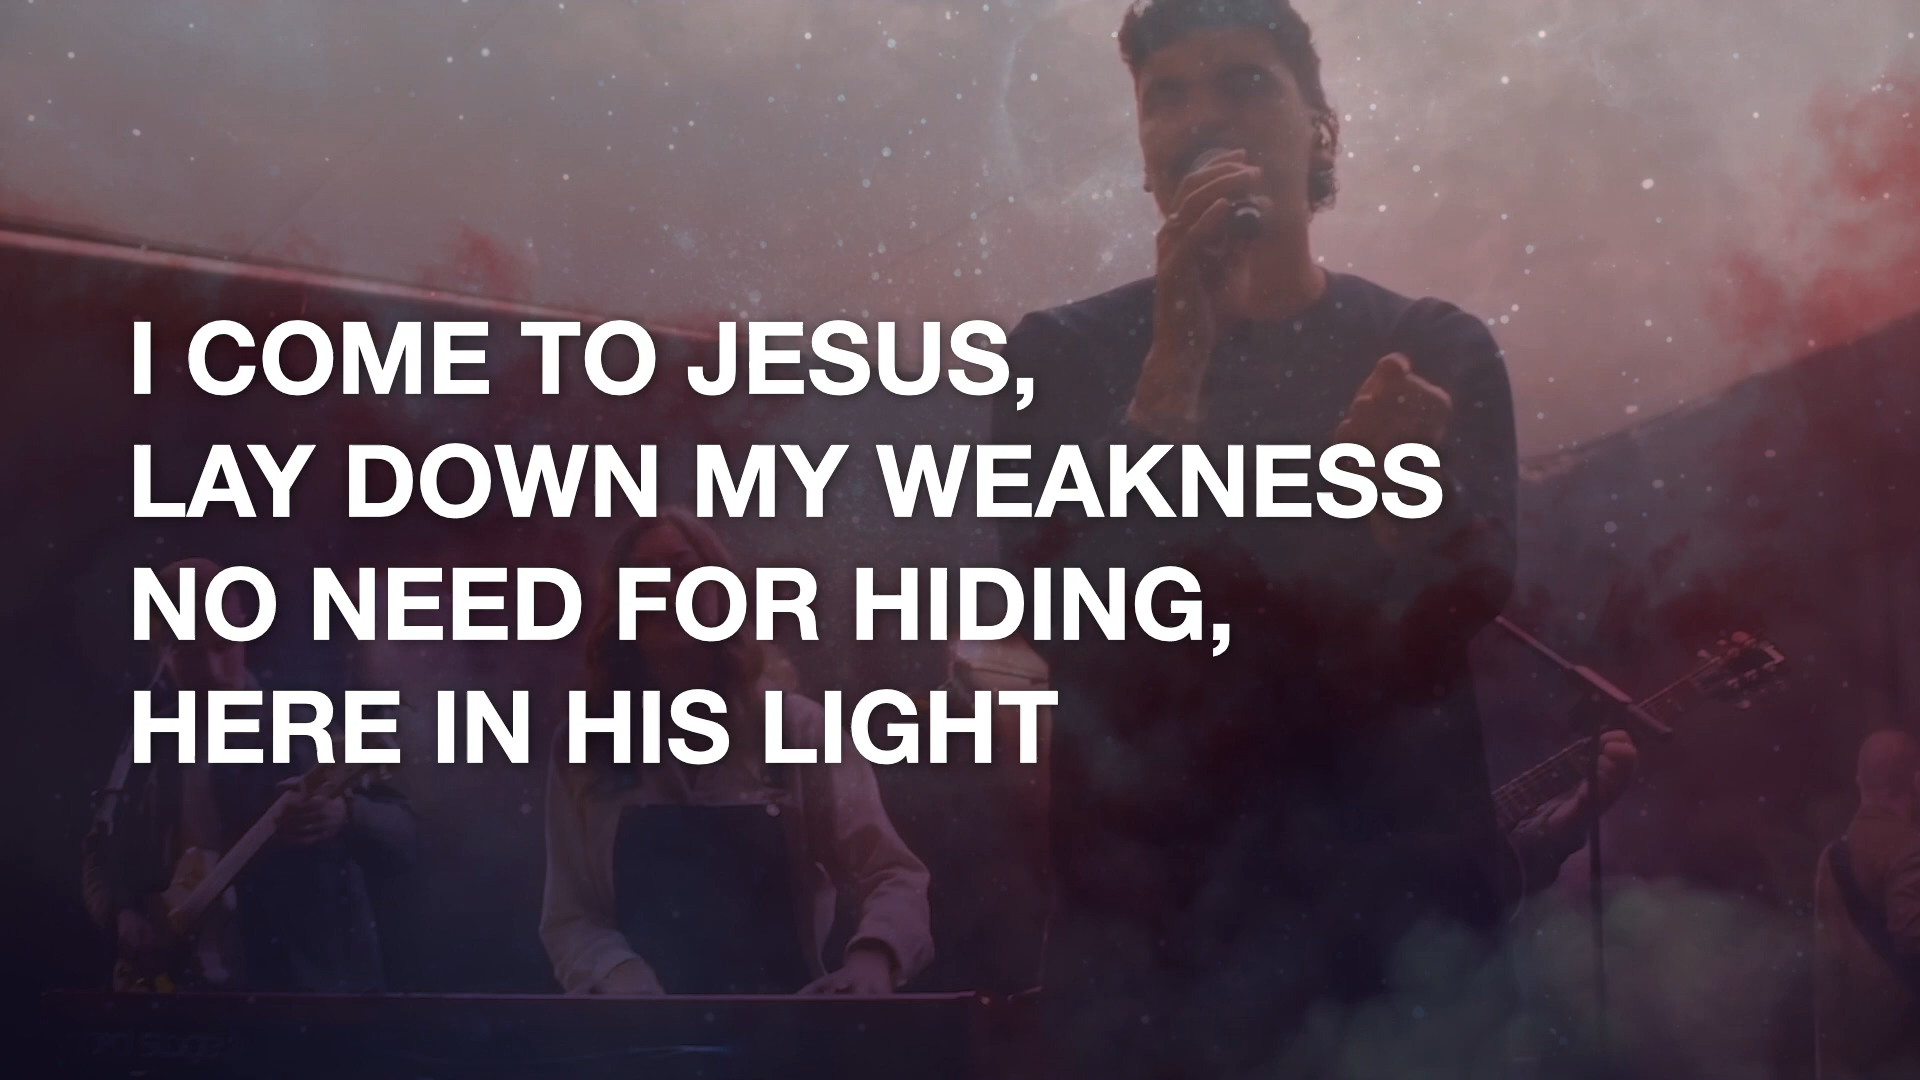 I COME TO JESUS,
LAY DOWN MY WEAKNESS
NO NEED FOR HIDING,
HERE IN HIS LIGHT